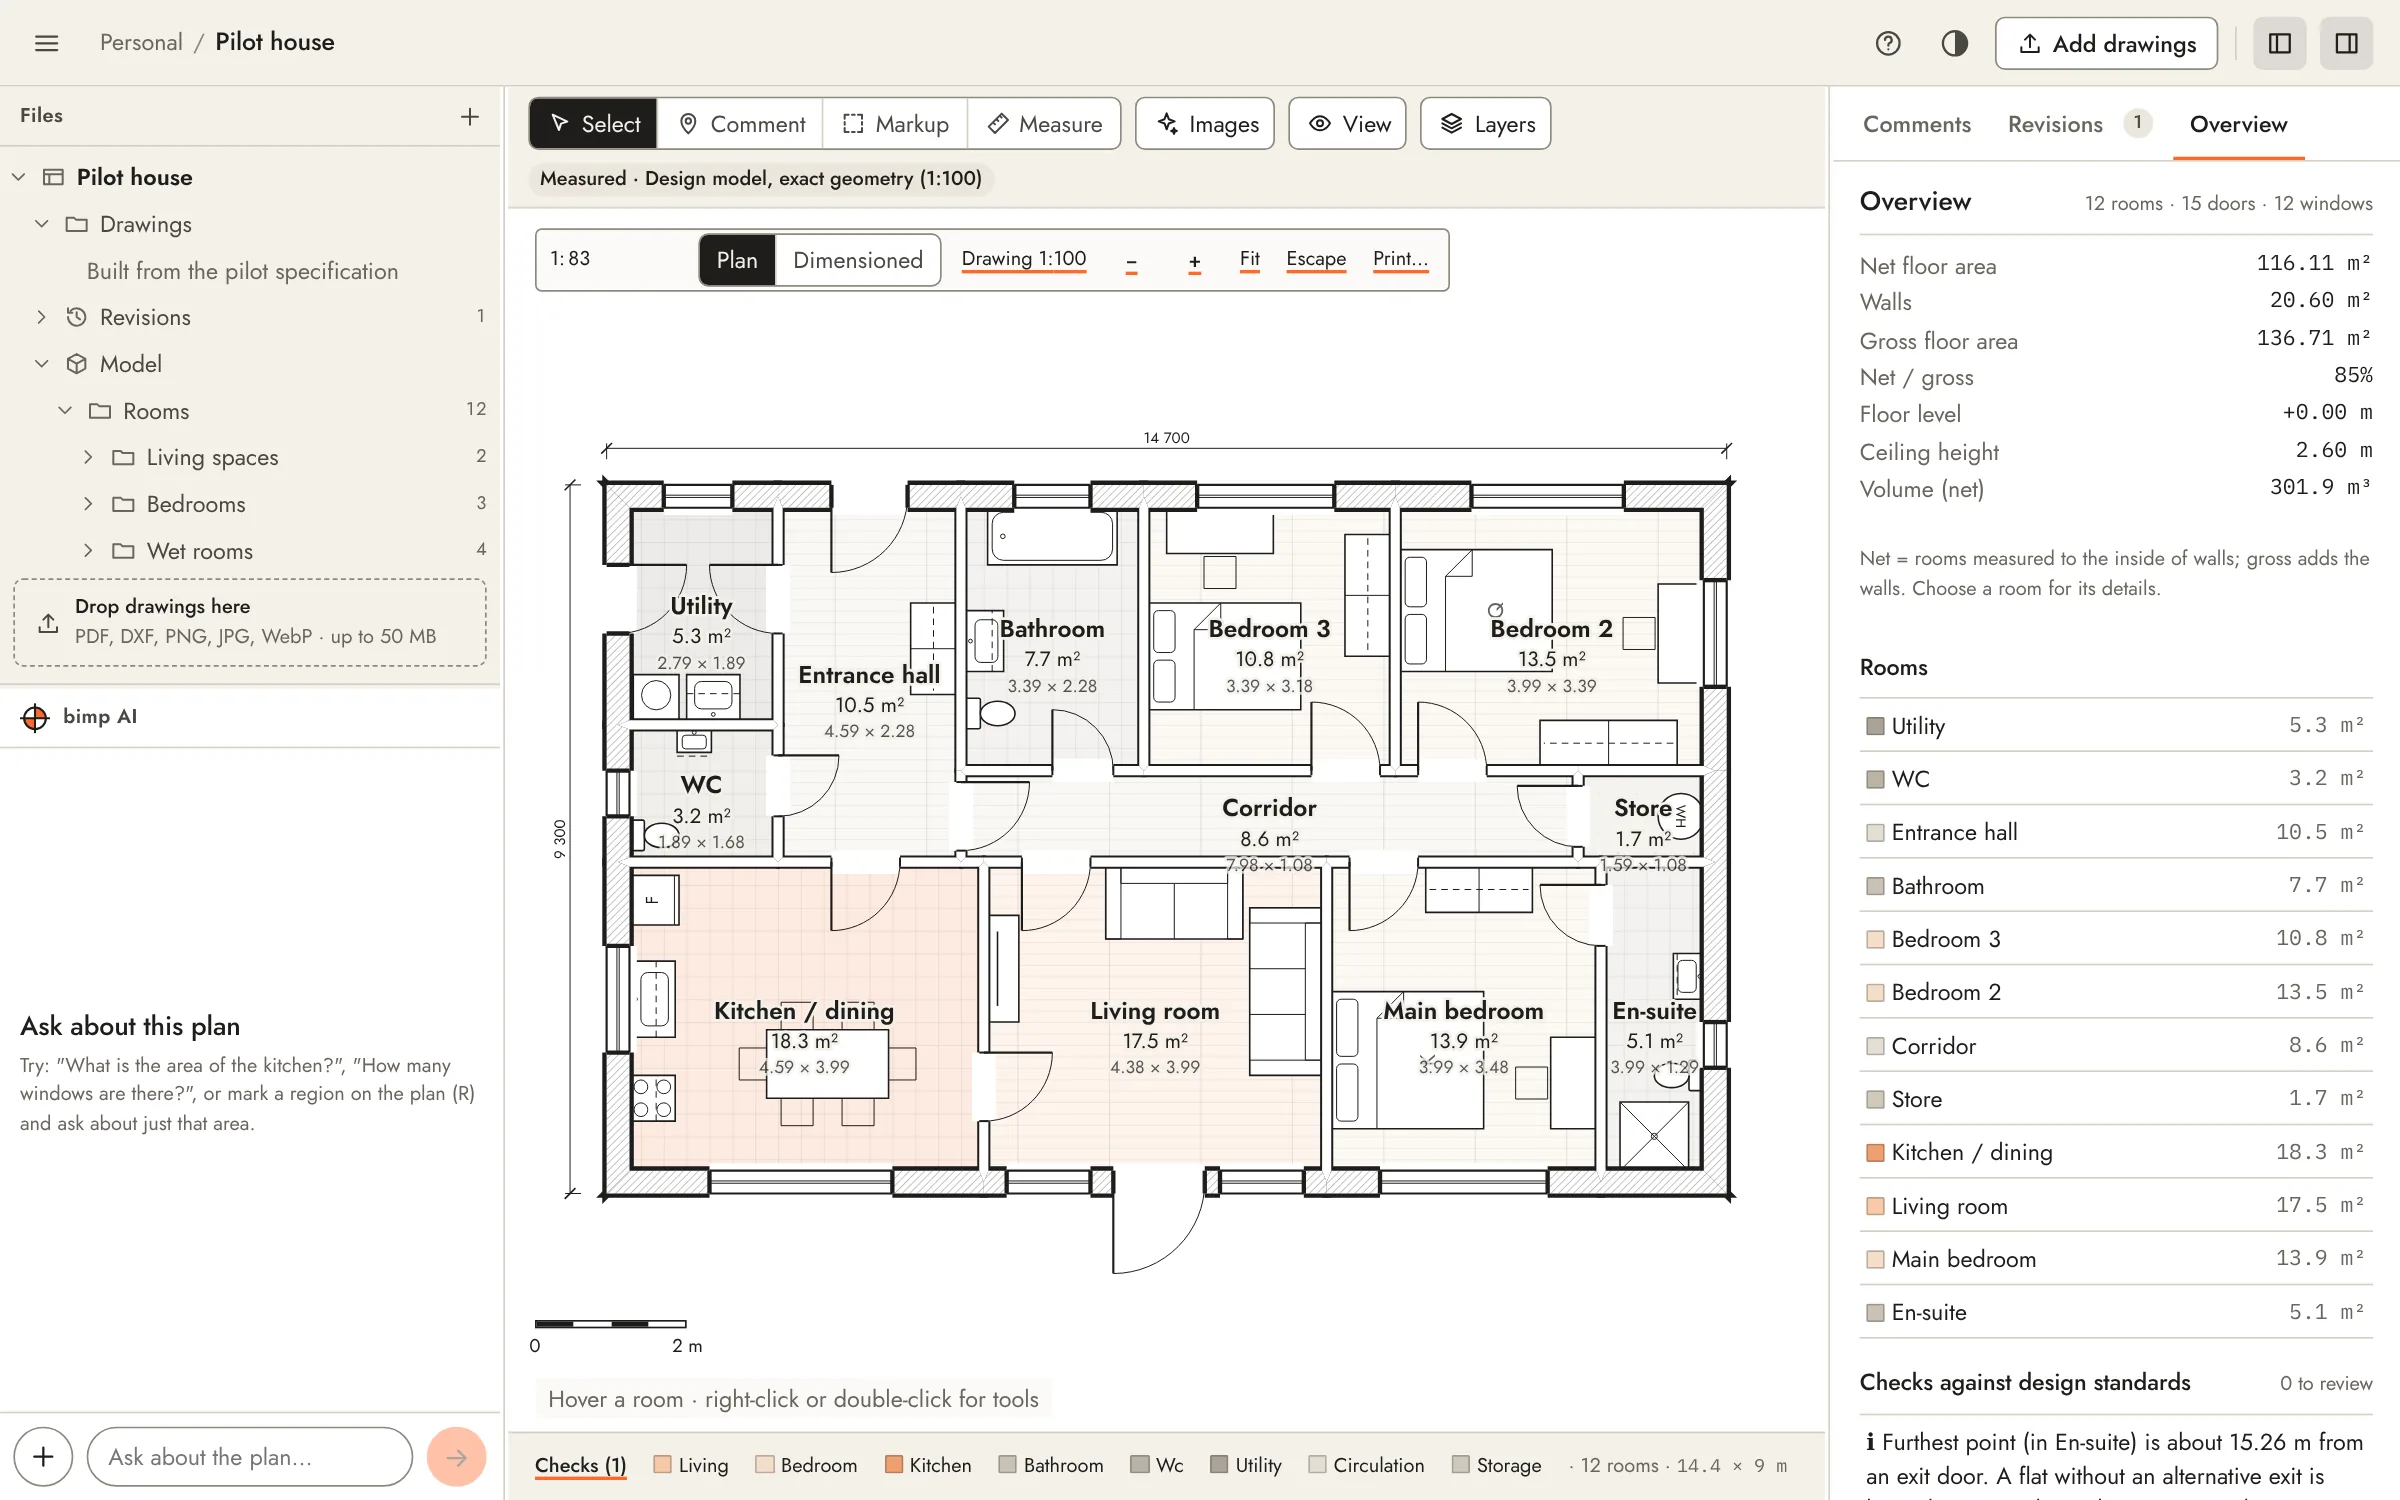 Personal / Pilot house
Add drawings
Files
Pilot house
Drawings
Built from the pilot specification
Revisions 1
Model
Rooms 12
Living spaces 2
Bedrooms 3
Wet rooms 4
Drop drawings here
PDF, DXF, PNG, JPG, WebP · up to 50 MB
bimp AI
Ask about this plan
Try: "What is the area of the kitchen?", "How many
windows are there?", or mark a region on the plan (R)
and ask about just that area.
Ask about the plan...
Select Comment Markup Measure Images View Layers
Measured · Design model, exact geometry (1:100)
1:83 Plan Dimensioned Drawing 1:100 – + Fit Escape Print...
14 700
9 300
Utility
5.3 m²
2.79 × 1.89
Entrance hall
10.5 m²
4.59 × 2.28
Bathroom
7.7 m²
3.39 × 2.28
Bedroom 3
10.8 m²
3.39 × 3.18
Bedroom 2
13.5 m²
3.99 × 3.39
WC
3.2 m²
1.89 × 1.68
Corridor
8.6 m²
7.98 × 1.08
Store
1.7 m²
1.59 × 1.08
WH
F
Kitchen / dining
18.3 m²
4.59 × 3.99
Living room
17.5 m²
4.38 × 3.99
Main bedroom
13.9 m²
3.99 × 3.48
En-suite
5.1 m²
3.99 × 1.29
0 2 m
Hover a room · right-click or double-click for tools
Checks (1) Living Bedroom Kitchen Bathroom Wc Utility Circulation Storage · 12 rooms · 14.4 × 9 m
Comments Revisions 1 Overview
Overview 12 rooms · 15 doors · 12 windows
Net floor area 116.11 m²
Walls 20.60 m²
Gross floor area 136.71 m²
Net / gross 85%
Floor level +0.00 m
Ceiling height 2.60 m
Volume (net) 301.9 m³
Net = rooms measured to the inside of walls; gross adds the
walls. Choose a room for its details.
Rooms
Utility 5.3 m²
WC 3.2 m²
Entrance hall 10.5 m²
Bathroom 7.7 m²
Bedroom 3 10.8 m²
Bedroom 2 13.5 m²
Corridor 8.6 m²
Store 1.7 m²
Kitchen / dining 18.3 m²
Living room 17.5 m²
Main bedroom 13.9 m²
En-suite 5.1 m²
Checks against design standards 0 to review
ℹ Furthest point (in En-suite) is about 15.26 m from
an exit door. A flat without an alternative exit is